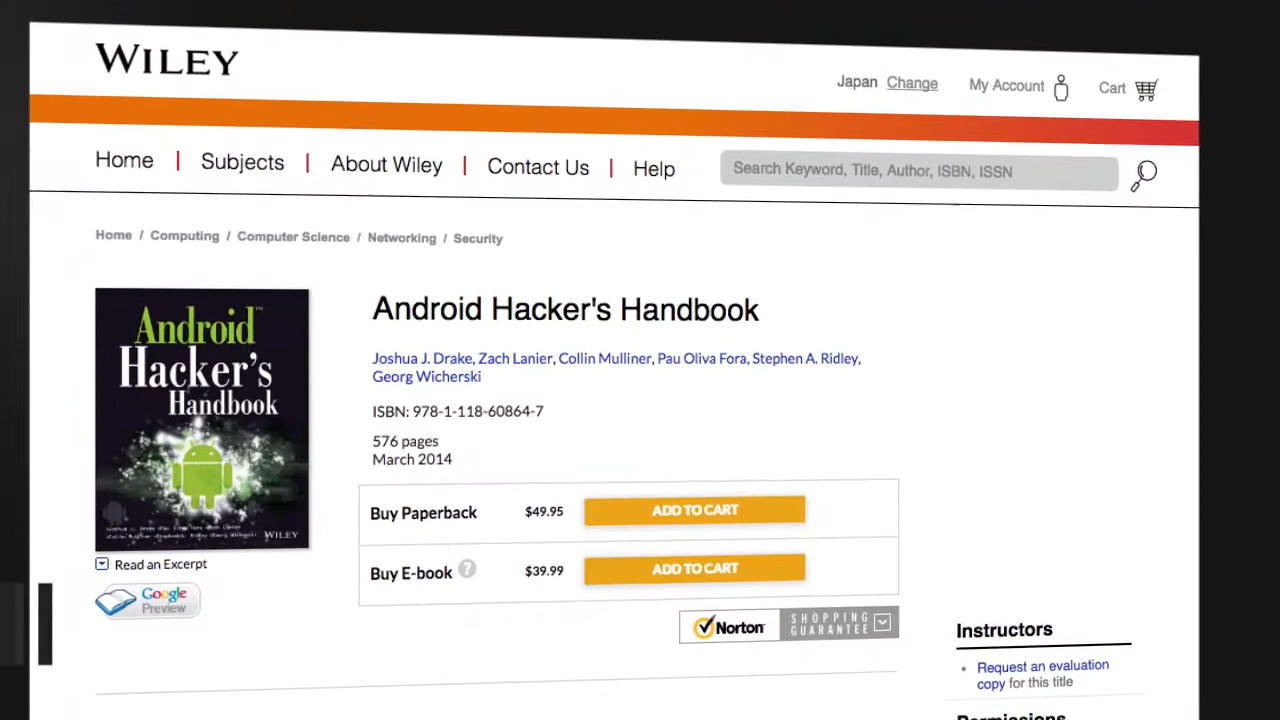 WILEY
Japan Change My Account Cart
Home | Subjects | About Wiley | Contact Us | Help Search Keyword, Title, Author, ISBN, ISSN
Home / Computing / Computer Science / Networking / Security
Android™
Hacker's
Handbook
WILEY
Read an Excerpt
Google
Preview
Android Hacker's Handbook
Joshua J. Drake, Zach Lanier, Collin Mulliner, Pau Oliva Fora, Stephen A. Ridley,
Georg Wicherski
ISBN: 978-1-118-60864-7
576 pages
March 2014
Buy Paperback $49.95 ADD TO CART
Buy E-book ? $39.99 ADD TO CART
Norton SHOPPING
GUARANTEE
Instructors
• Request an evaluation
copy for this title
Permissions